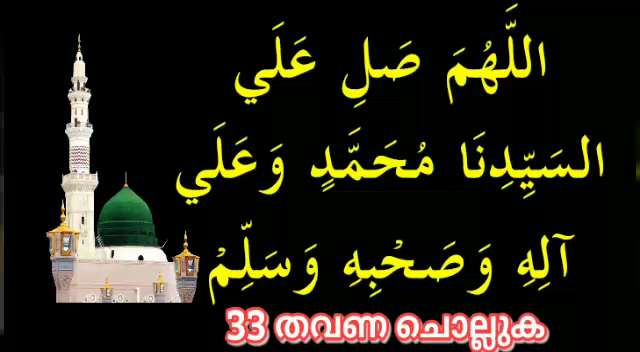 اللَّهُمَ صَلِ عَلَي
السَيِّدِنَا مُحَمَّدٍ وَعَلَي
آلِهِ وَصَحْبِهِ وَسَلِّمْ
33 തവണ ചൊല്ലുക